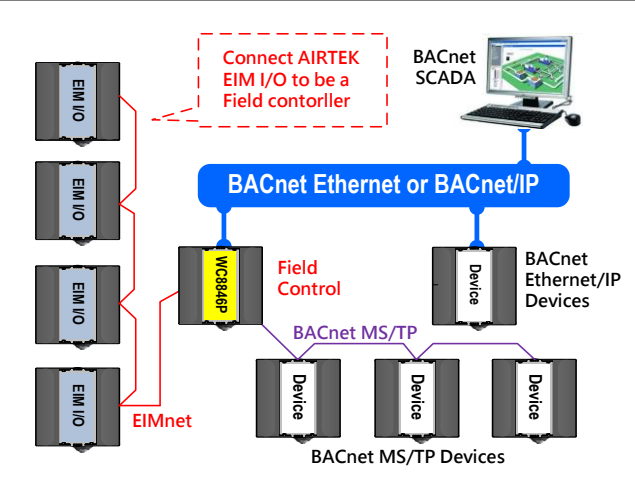 Connect AIRTEK
EIM I/O to be a
Field contorller
BACnet
SCADA
EIM I/O
EIM I/O
EIM I/O
EIM I/O
BACnet Ethernet or BACnet/IP
WC8846P
Field
Control
Device
BACnet
Ethernet/IP
Devices
BACnet MS/TP
EIMnet
Device
Device
Device
BACnet MS/TP Devices